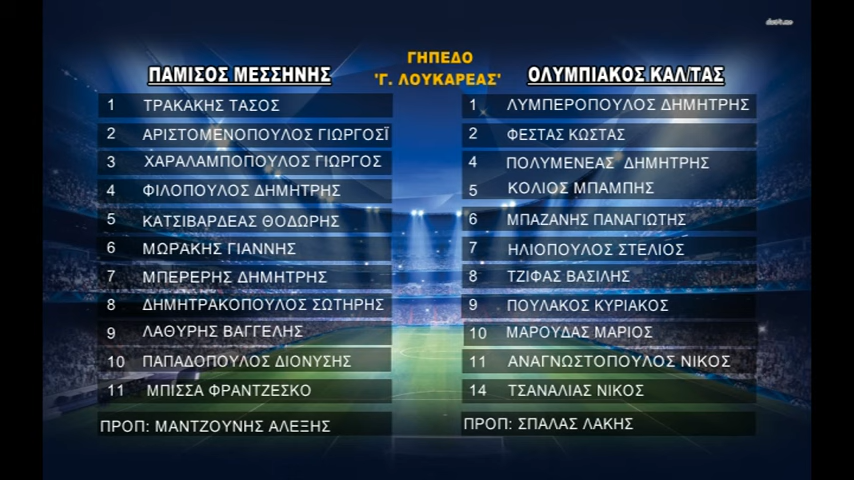 ΓΗΠΕΔΟ
'Γ. ΛΟΥΚΑΡΕΑΣ'
ΠΑΜΙΣΟΣ ΜΕΣΣΗΝΗΣ
1 ΤΡΑΚΑΚΗΣ ΤΑΣΟΣ
2 ΑΡΙΣΤΟΜΕΝΟΠΟΥΛΟΣ ΓΙΩΡΓΟΣΪ
3 ΧΑΡΑΛΑΜΠΟΠΟΥΛΟΣ ΓΙΩΡΓΟΣ
4 ΦΙΛΟΠΟΥΛΟΣ ΔΗΜΗΤΡΗΣ
5 ΚΑΤΣΙΒΑΡΔΕΑΣ ΘΟΔΩΡΗΣ
6 ΜΩΡΑΚΗΣ ΓΙΑΝΝΗΣ
7 ΜΠΕΡΕΡΗΣ ΔΗΜΗΤΡΗΣ
8 ΔΗΜΗΤΡΑΚΟΠΟΥΛΟΣ ΣΩΤΗΡΗΣ
9 ΛΑΘΥΡΗΣ ΒΑΓΓΕΛΗΣ
10 ΠΑΠΑΔΟΠΟΥΛΟΣ ΔΙΟΝΥΣΗΣ
11 ΜΠΙΣΣΑ ΦΡΑΝΤΖΕΣΚΟ
ΠΡΟΠ: ΜΑΝΤΖΟΥΝΗΣ ΑΛΕΞΗΣ
ΟΛΥΜΠΙΑΚΟΣ ΚΑΛ/ΤΑΣ
1 ΛΥΜΠΕΡΟΠΟΥΛΟΣ ΔΗΜΗΤΡΗΣ
2 ΦΕΣΤΑΣ ΚΩΣΤΑΣ
4 ΠΟΛΥΜΕΝΕΑΣ ΔΗΜΗΤΡΗΣ
5 ΚΟΛΙΟΣ ΜΠΑΜΠΗΣ
6 ΜΠΑΖΑΝΗΣ ΠΑΝΑΓΙΩΤΗΣ
7 ΗΛΙΟΠΟΥΛΟΣ ΣΤΕΛΙΟΣ
8 ΤΖΙΦΑΣ ΒΑΣΙΛΗΣ
9 ΠΟΥΛΑΚΟΣ ΚΥΡΙΑΚΟΣ
10 ΜΑΡΟΥΔΑΣ ΜΑΡΙΟΣ
11 ΑΝΑΓΝΩΣΤΟΠΟΥΛΟΣ ΝΙΚΟΣ
14 ΤΣΑΝΑΛΙΑΣ ΝΙΚΟΣ
ΠΡΟΠ: ΣΠΑΛΑΣ ΛΑΚΗΣ